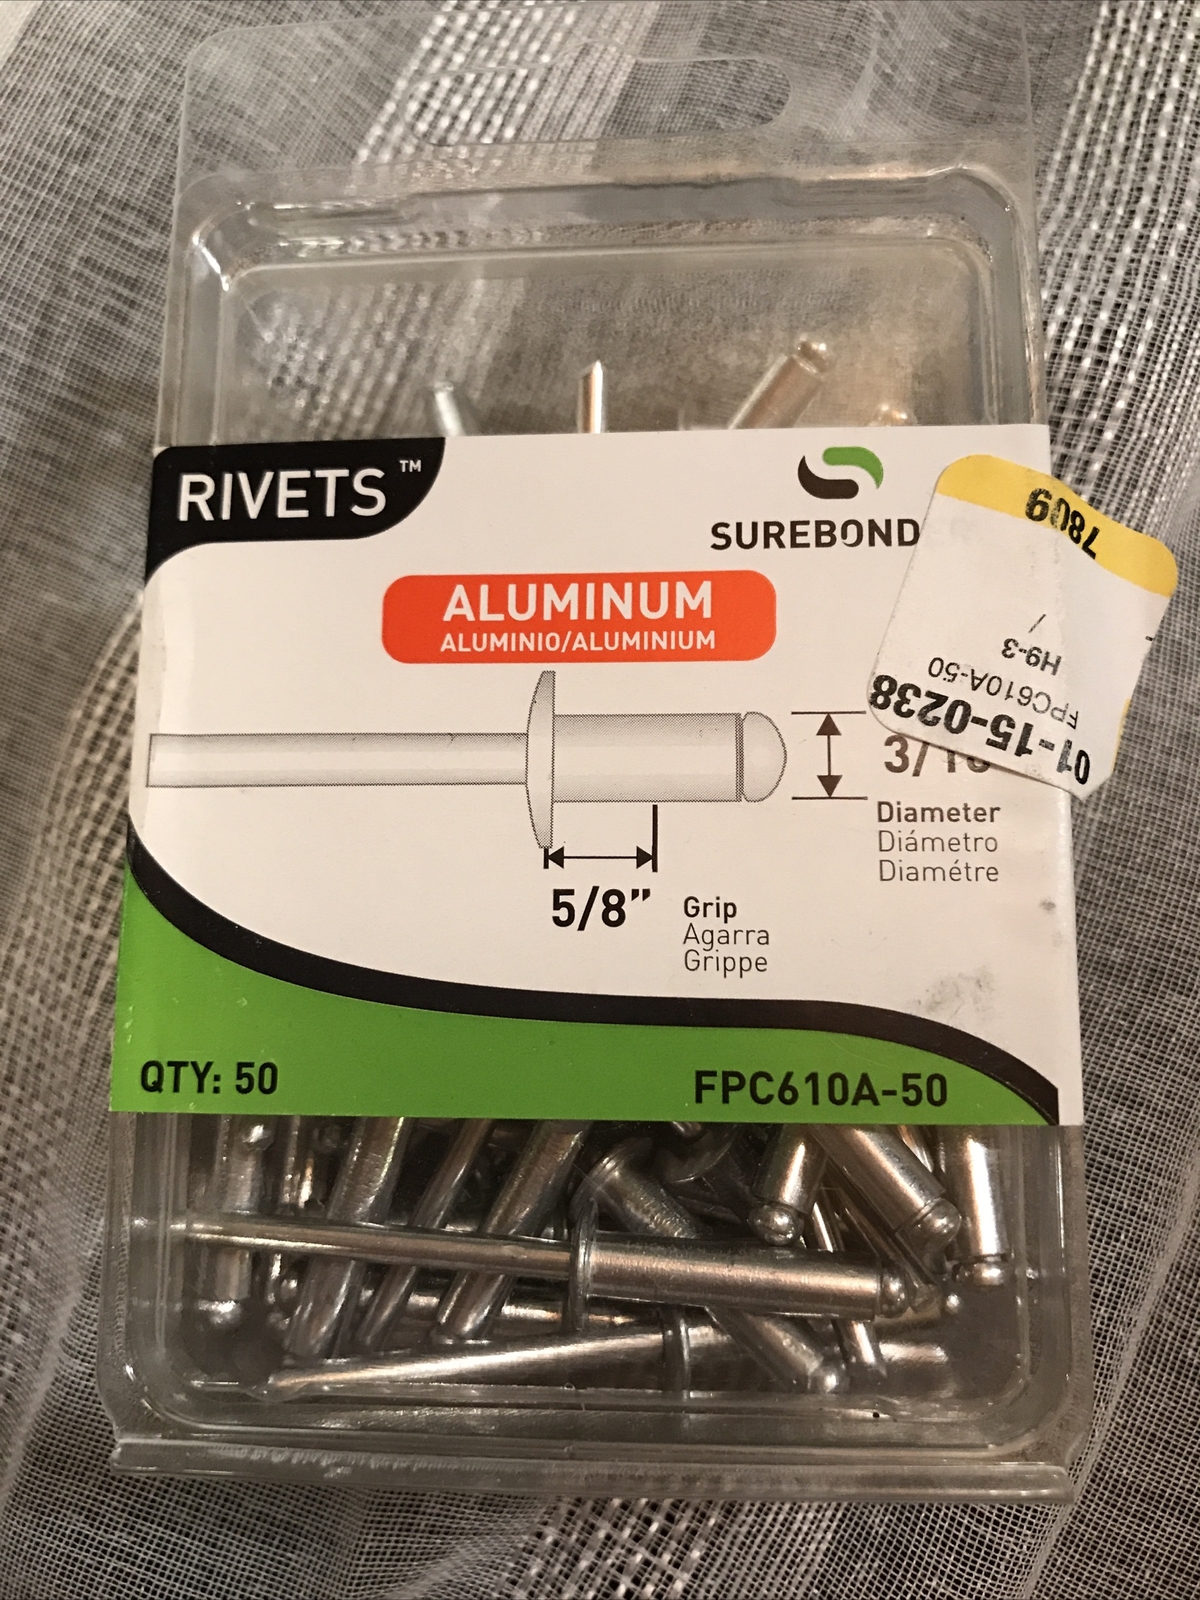 RIVETS™
SUREBOND
ALUMINUM
ALUMINIO/ALUMINIUM
7809
H9-3
FPC610A-50
01-15-0238
Diameter
Diámetro
Diamétre
5/8”
Grip
Agarra
Grippe
QTY: 50
FPC610A-50